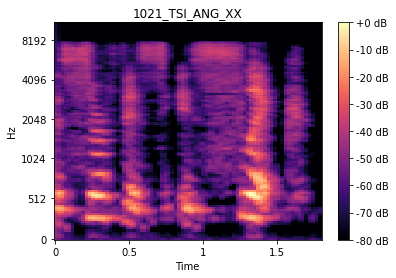 1021_TSI_ANG_XX
8192
4096
2048
1024
512
0
Hz
0
0.5
1
1.5
Time
+0 dB
-10 dB
-20 dB
-30 dB
-40 dB
-50 dB
-60 dB
-70 dB
-80 dB